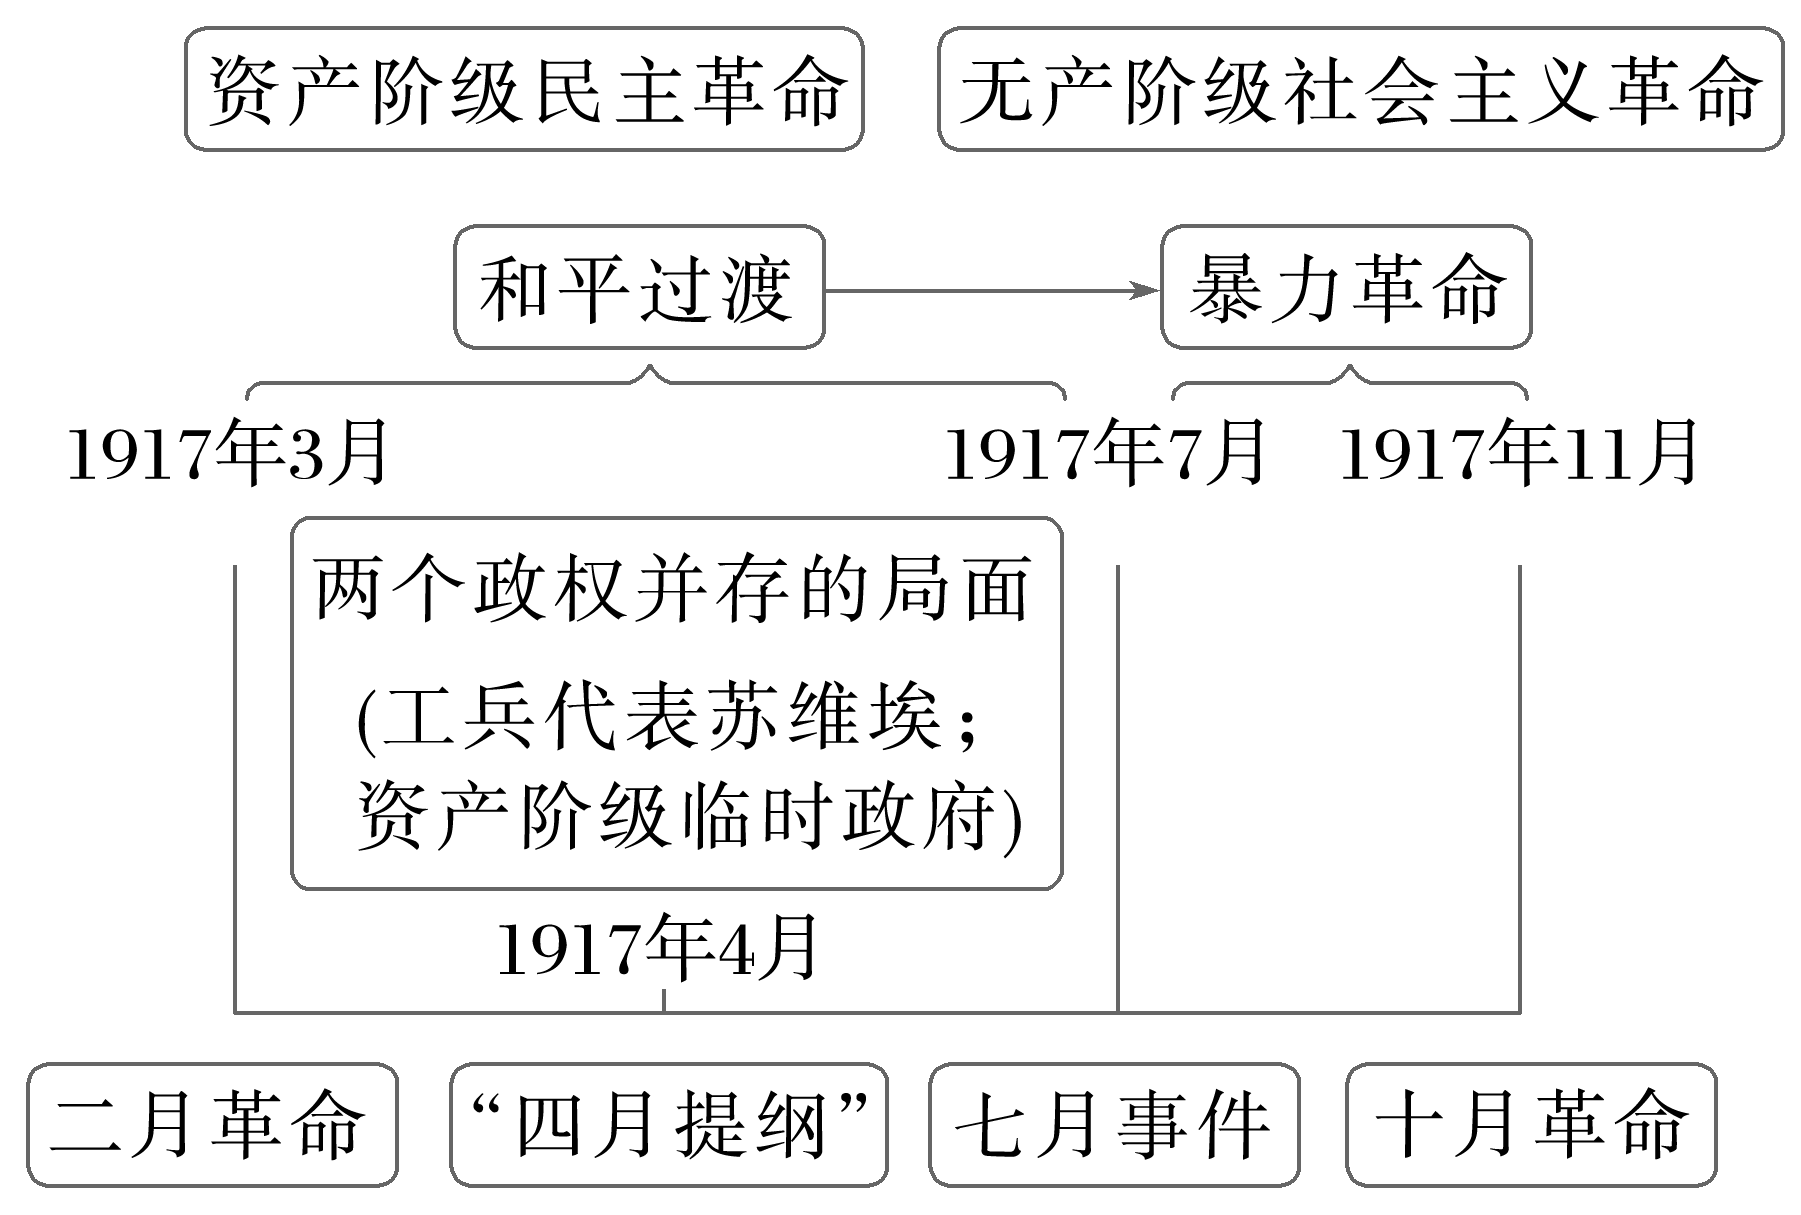 资产阶级民主革命
无产阶级社会主义革命
和平过渡
暴力革命
1917年3月
1917年7月
1917年11月
两个政权并存的局面
(工兵代表苏维埃；
资产阶级临时政府)
1917年4月
二月革命
“四月提纲”
七月事件
十月革命